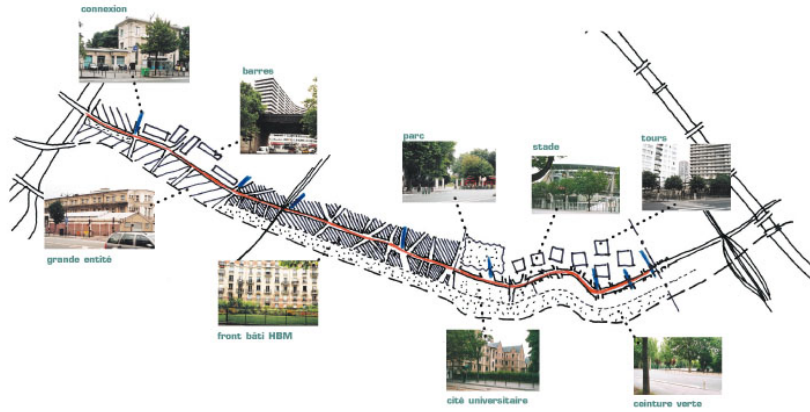 connexion
barres
parc
stade
tours
grande entité
front bâti HBM
cité universitaire
ceinture verte